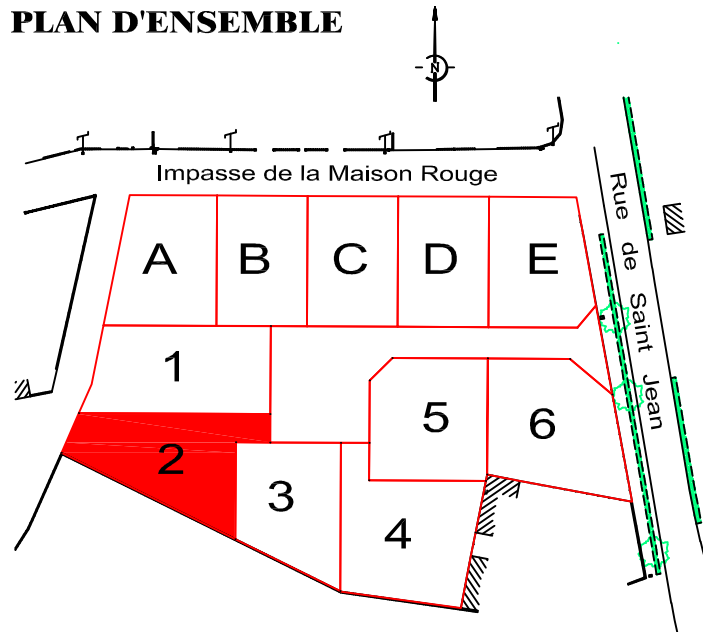 PLAN D'ENSEMBLE
N
Impasse de la Maison Rouge
Rue de Saint Jean
A B C D E
1
2
3
4
5
6